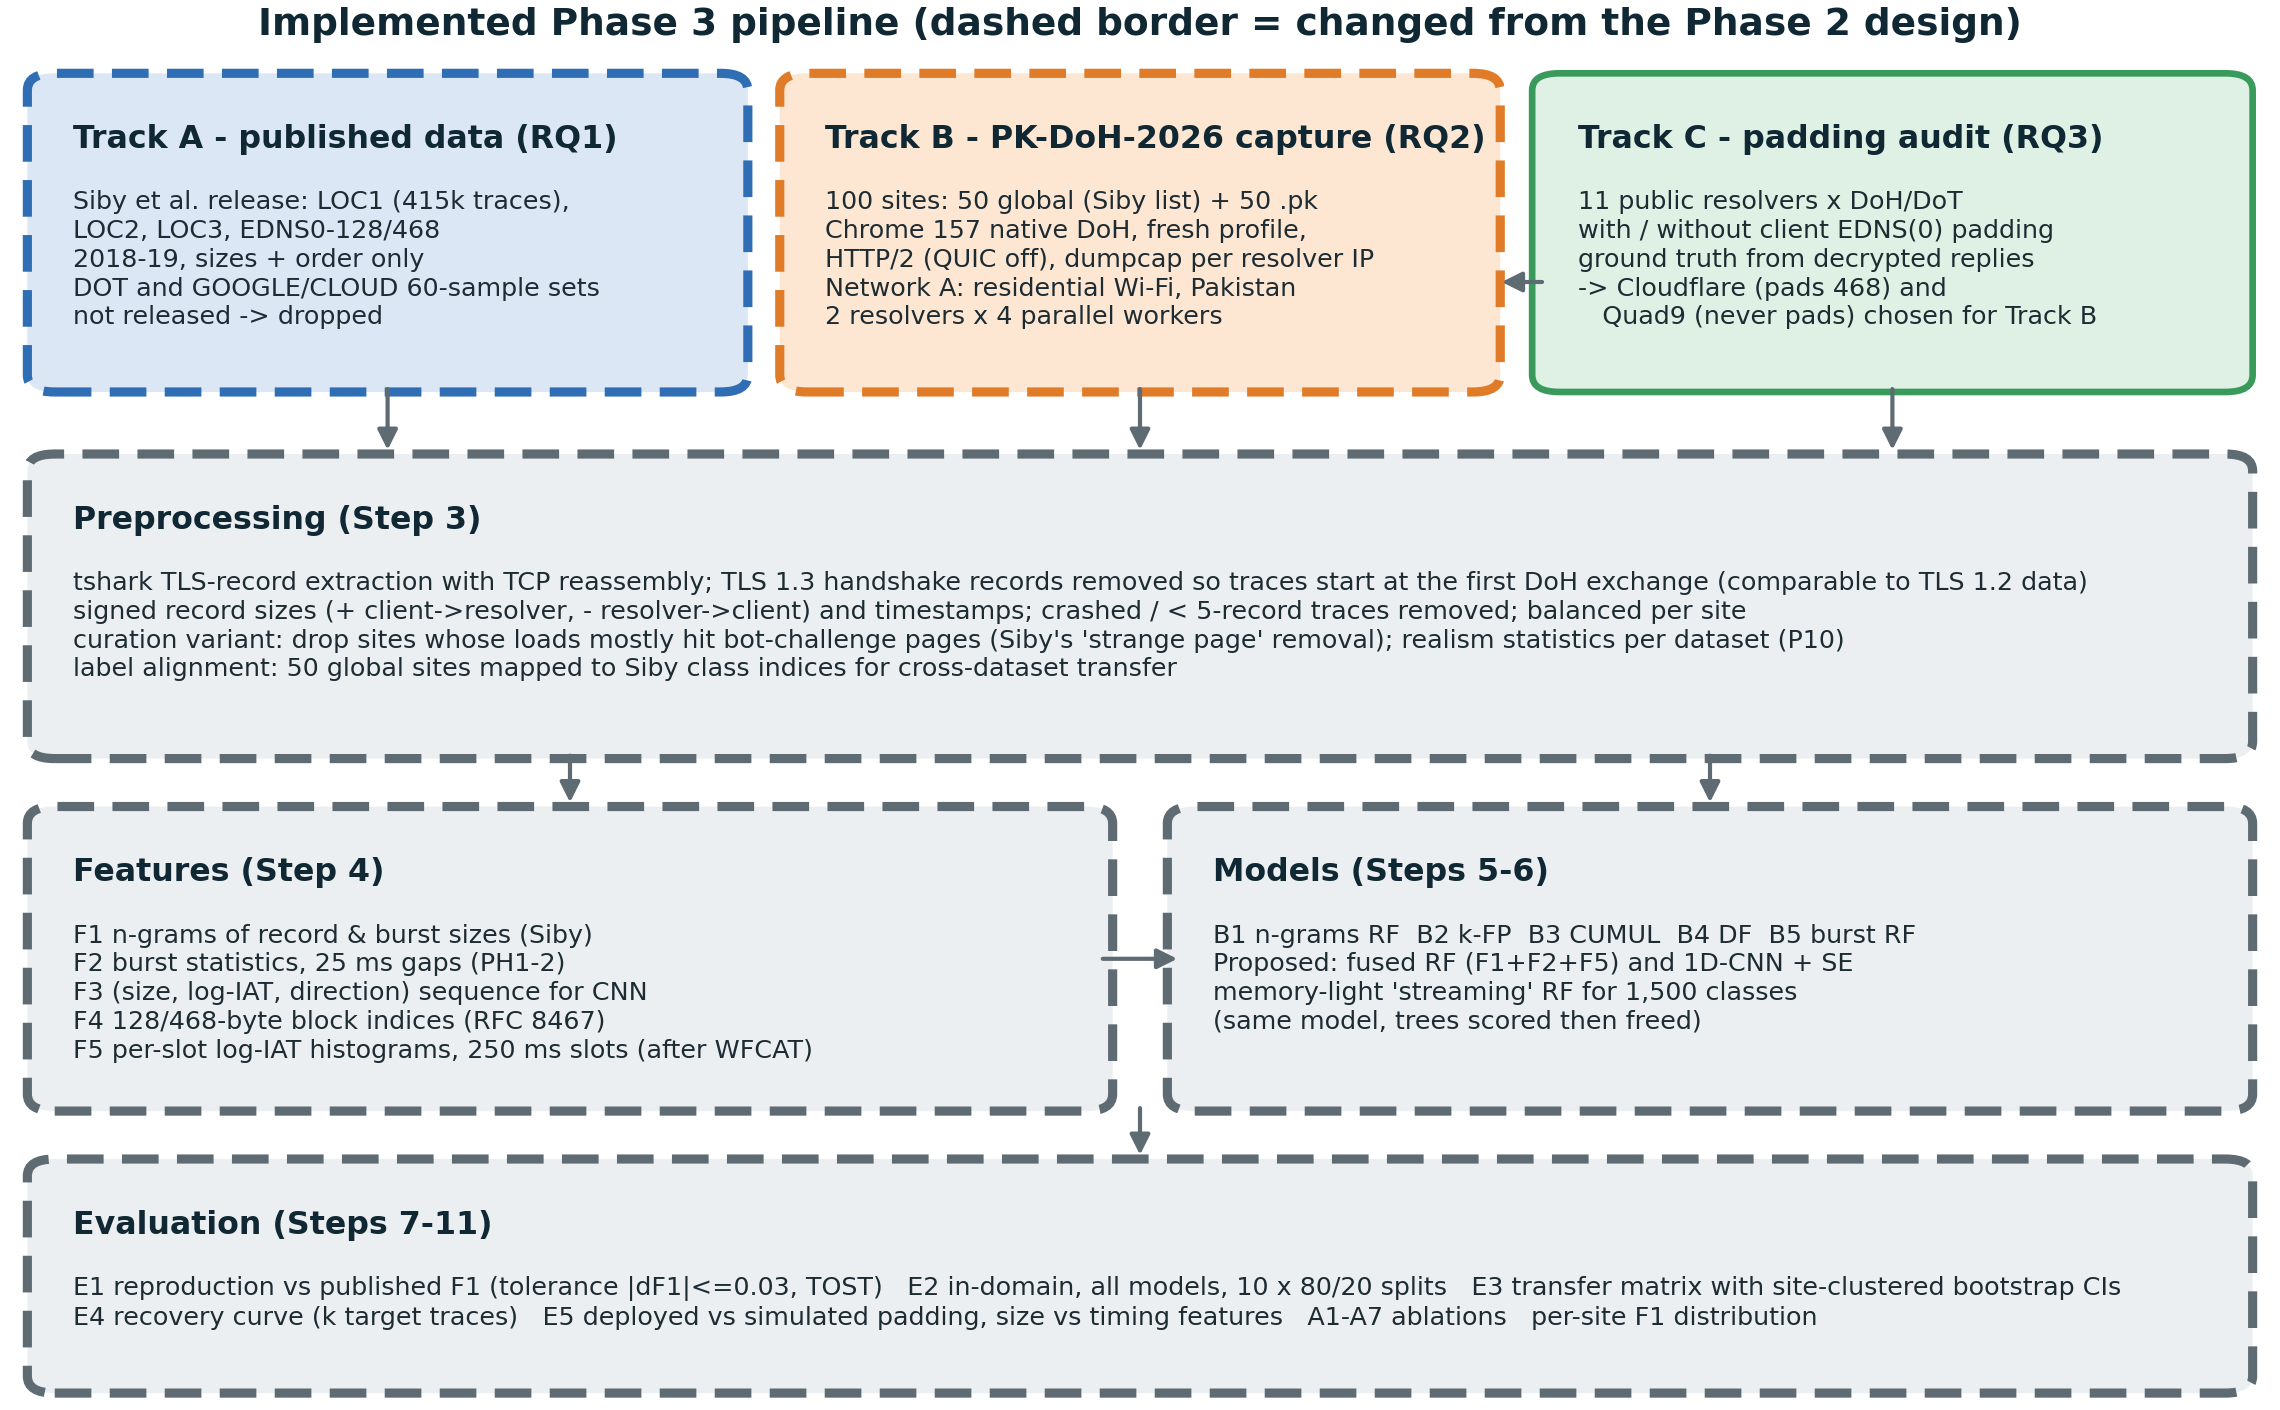 Implemented Phase 3 pipeline (dashed border = changed from the Phase 2 design)
Track A - published data (RQ1)
Siby et al. release: LOC1 (415k traces),
LOC2, LOC3, EDNS0-128/468
2018-19, sizes + order only
DOT and GOOGLE/CLOUD 60-sample sets
not released -> dropped
Track B - PK-DoH-2026 capture (RQ2)
100 sites: 50 global (Siby list) + 50 .pk
Chrome 157 native DoH, fresh profile,
HTTP/2 (QUIC off), dumpcap per resolver IP
Network A: residential Wi-Fi, Pakistan
2 resolvers x 4 parallel workers
Track C - padding audit (RQ3)
11 public resolvers x DoH/DoT
with / without client EDNS(0) padding
ground truth from decrypted replies
-> Cloudflare (pads 468) and
Quad9 (never pads) chosen for Track B
Preprocessing (Step 3)
tshark TLS-record extraction with TCP reassembly; TLS 1.3 handshake records removed so traces start at the first DoH exchange (comparable to TLS 1.2 data)
signed record sizes (+ client->resolver, - resolver->client) and timestamps; crashed / < 5-record traces removed; balanced per site
curation variant: drop sites whose loads mostly hit bot-challenge pages (Siby's 'strange page' removal); realism statistics per dataset (P10)
label alignment: 50 global sites mapped to Siby class indices for cross-dataset transfer
Features (Step 4)
F1 n-grams of record & burst sizes (Siby)
F2 burst statistics, 25 ms gaps (PH1-2)
F3 (size, log-IAT, direction) sequence for CNN
F4 128/468-byte block indices (RFC 8467)
F5 per-slot log-IAT histograms, 250 ms slots (after WFCAT)
Models (Steps 5-6)
B1 n-grams RF  B2 k-FP  B3 CUMUL  B4 DF  B5 burst RF
Proposed: fused RF (F1+F2+F5) and 1D-CNN + SE
memory-light 'streaming' RF for 1,500 classes
(same model, trees scored then freed)
Evaluation (Steps 7-11)
E1 reproduction vs published F1 (tolerance |dF1|<=0.03, TOST)   E2 in-domain, all models, 10 x 80/20 splits   E3 transfer matrix with site-clustered bootstrap CIs
E4 recovery curve (k target traces)   E5 deployed vs simulated padding, size vs timing features   A1-A7 ablations   per-site F1 distribution